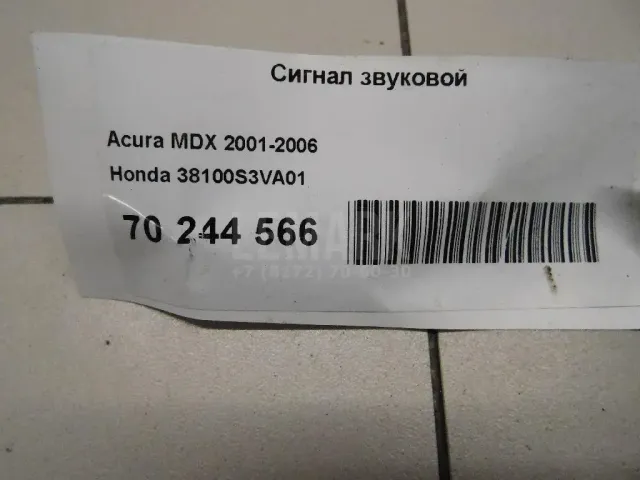 Сигнал звуковой
Acura MDX 2001-2006
Honda 38100S3VA01
70 244 566